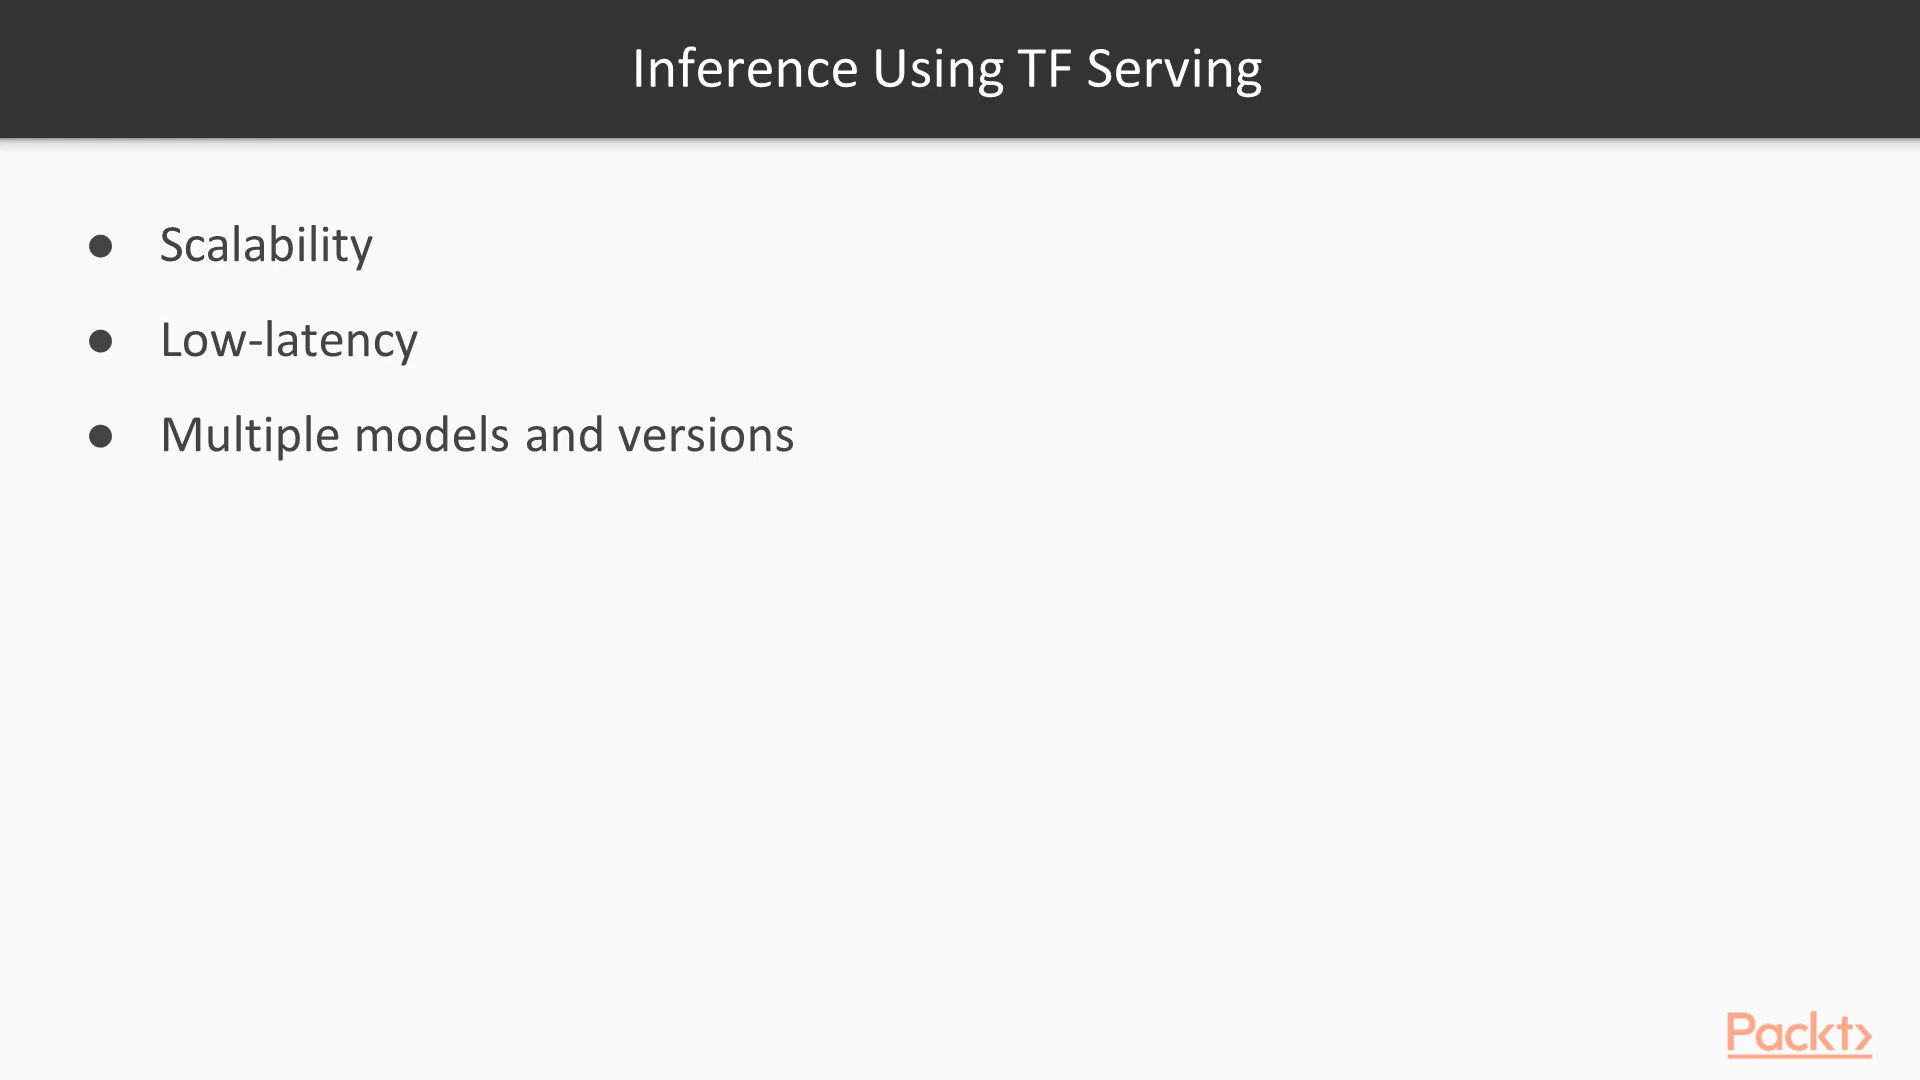 Inference Using TF Serving
● Scalability
● Low-latency
● Multiple models and versions
Packt>